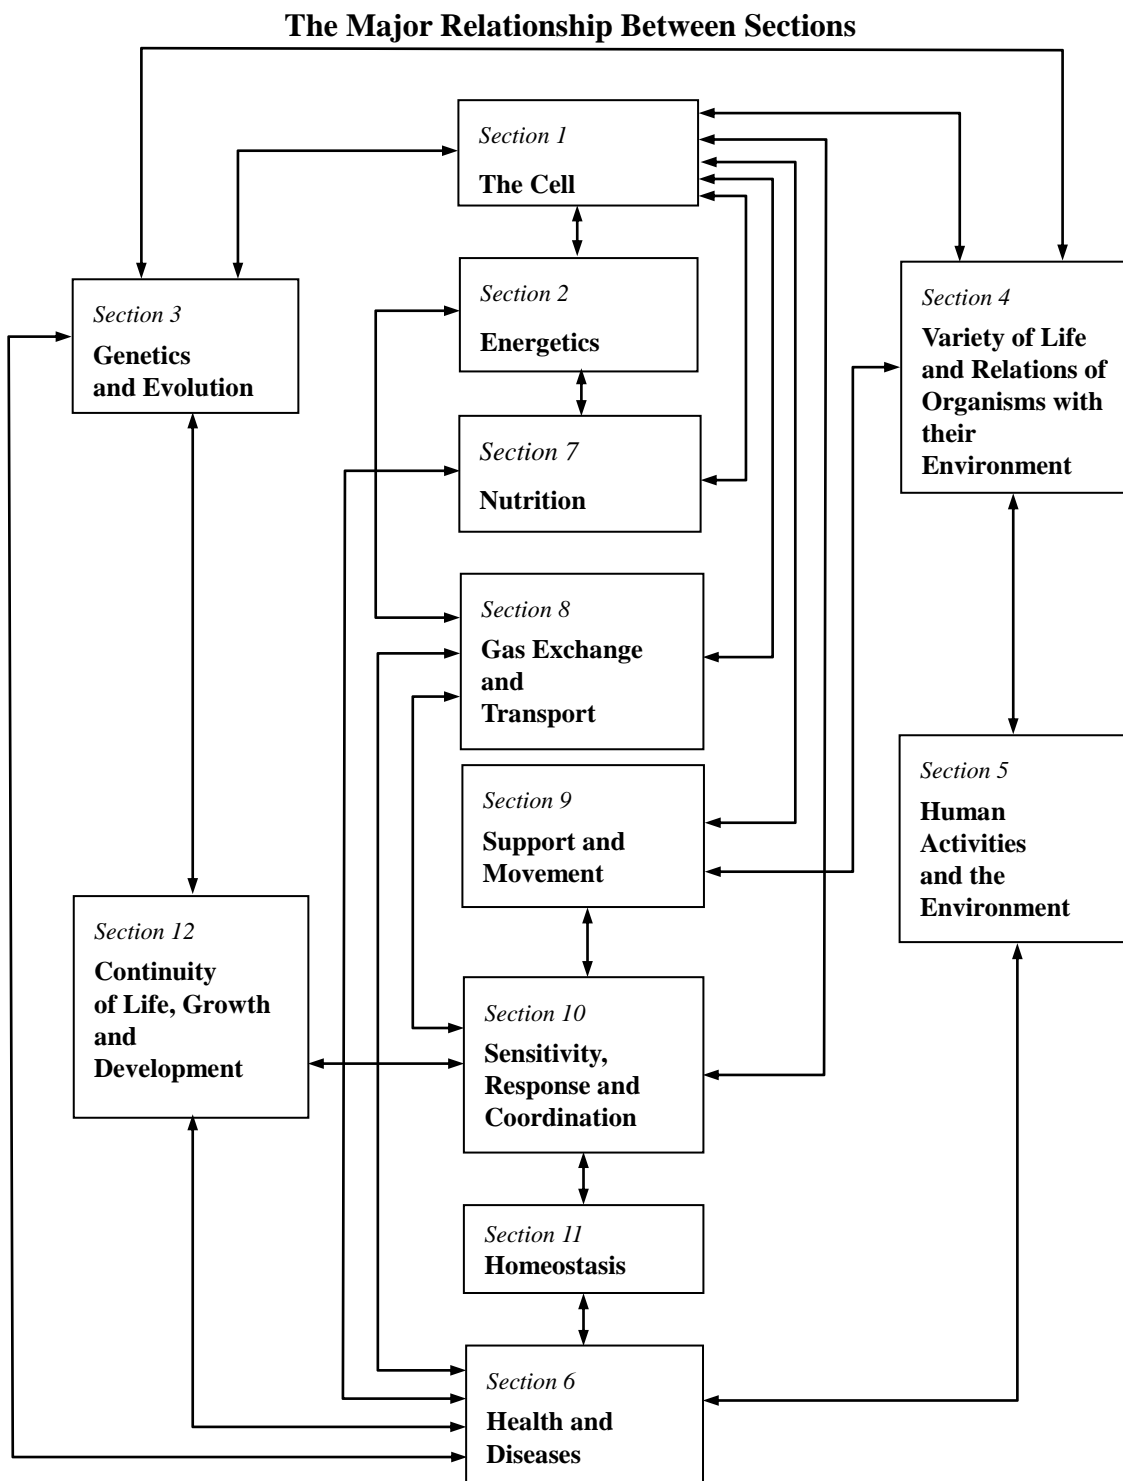 The Major Relationship Between Sections
Section 1
The Cell
Section 2
Energetics
Section 3
Genetics
and Evolution
Section 4
Variety of Life
and Relations of
Organisms with
their
Environment
Section 7
Nutrition
Section 8
Gas Exchange
and
Transport
Section 5
Human
Activities
and the
Environment
Section 9
Support and
Movement
Section 12
Continuity
of Life, Growth
and
Development
Section 10
Sensitivity,
Response and
Coordination
Section 11
Homeostasis
Section 6
Health and
Diseases